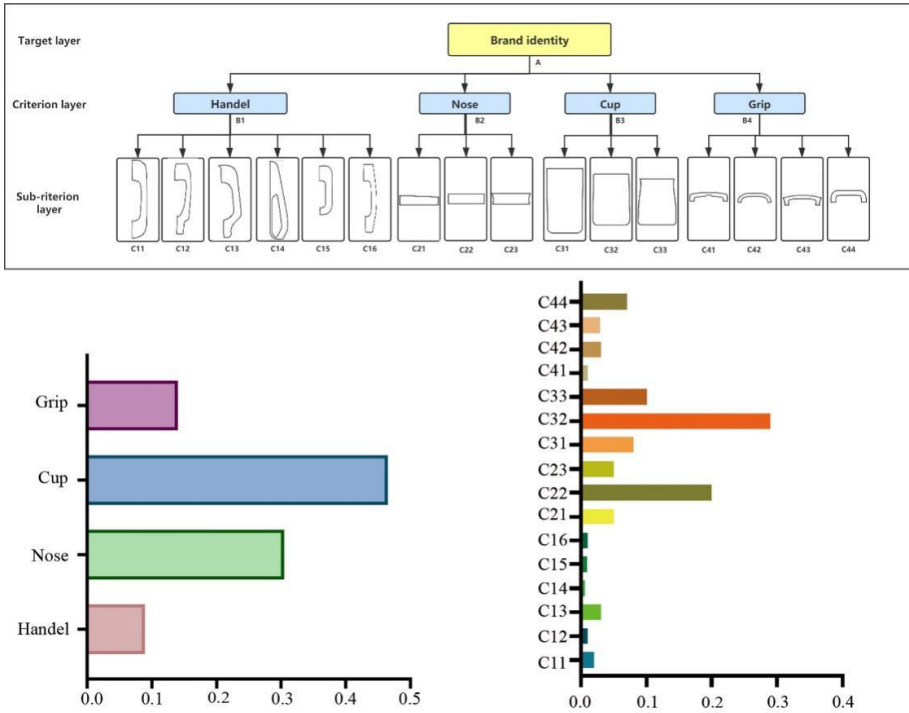 Target layer
Brand identity
A
Criterion layer
Handel
Nose
Cup
Grip
B1
B2
B3
B4
Sub-riterion
layer
C11
C12
C13
C14
C15
C16
C21
C22
C23
C31
C32
C33
C41
C42
C43
C44
Grip
Cup
Nose
Handel
0.0
0.1
0.2
0.3
0.4
0.5
C44
C43
C42
C41
C33
C32
C31
C23
C22
C21
C16
C15
C14
C13
C12
C11
0.0
0.1
0.2
0.3
0.4